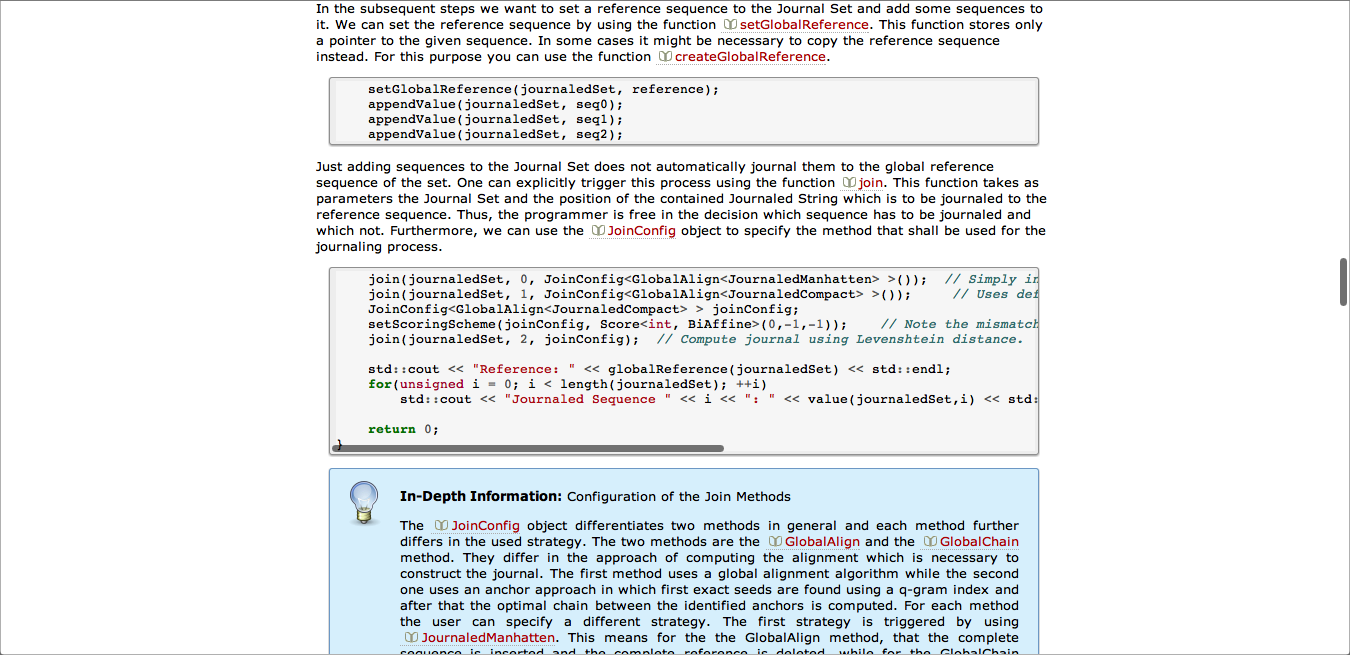 In the subsequent steps we want to set a reference sequence to the Journal Set and add some sequences to
it. We can set the reference sequence by using the function setGlobalReference. This function stores only
a pointer to the given sequence. In some cases it might be necessary to copy the reference sequence
instead. For this purpose you can use the function createGlobalReference.
setGlobalReference(journaledSet, reference);
appendValue(journaledSet, seq0);
appendValue(journaledSet, seq1);
appendValue(journaledSet, seq2);
Just adding sequences to the Journal Set does not automatically journal them to the global reference
sequence of the set. One can explicitly trigger this process using the function join. This function takes as
parameters the Journal Set and the position of the contained Journaled String which is to be journaled to the
reference sequence. Thus, the programmer is free in the decision which sequence has to be journaled and
which not. Furthermore, we can use the JoinConfig object to specify the method that shall be used for the
journaling process.
join(journaledSet, 0, JoinConfig<GlobalAlign<JournaledManhatten> >()); // Simply in
join(journaledSet, 1, JoinConfig<GlobalAlign<JournaledCompact> >()); // Uses def
JoinConfig<GlobalAlign<JournaledCompact> > joinConfig;
setScoringScheme(joinConfig, Score<int, BiAffine>(0,-1,-1)); // Note the mismatch
join(journaledSet, 2, joinConfig); // Compute journal using Levenshtein distance.
std::cout << "Reference: " << globalReference(journaledSet) << std::endl;
for(unsigned i = 0; i < length(journaledSet); ++i)
std::cout << "Journaled Sequence " << i << ": " << value(journaledSet,i) << std:
return 0;
}
In-Depth Information: Configuration of the Join Methods
The JoinConfig object differentiates two methods in general and each method further
differs in the used strategy. The two methods are the GlobalAlign and the GlobalChain
method. They differ in the approach of computing the alignment which is necessary to
construct the journal. The first method uses a global alignment algorithm while the second
one uses an anchor approach in which first exact seeds are found using a q-gram index and
after that the optimal chain between the identified anchors is computed. For each method
the user can specify a different strategy. The first strategy is triggered by using
JournaledManhatten. This means for the the GlobalAlign method, that the complete
sequence is inserted and the complete reference is deleted, while for the GlobalChain